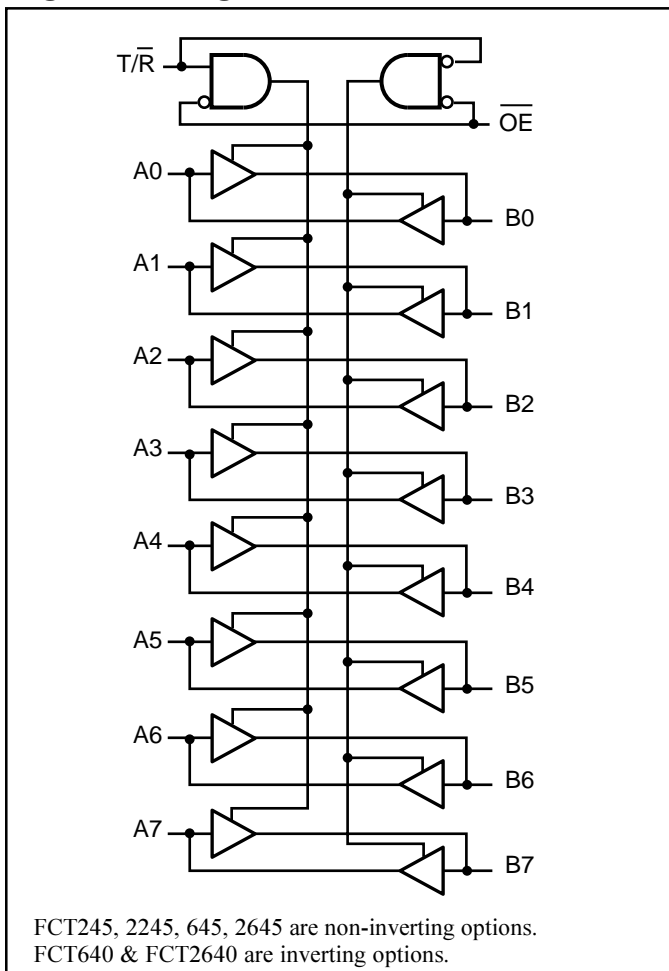 T/R̅
O̅E̅
A0
B0
A1
B1
A2
B2
A3
B3
A4
B4
A5
B5
A6
B6
A7
B7
FCT245, 2245, 645, 2645 are non-inverting options.
FCT640 & FCT2640 are inverting options.